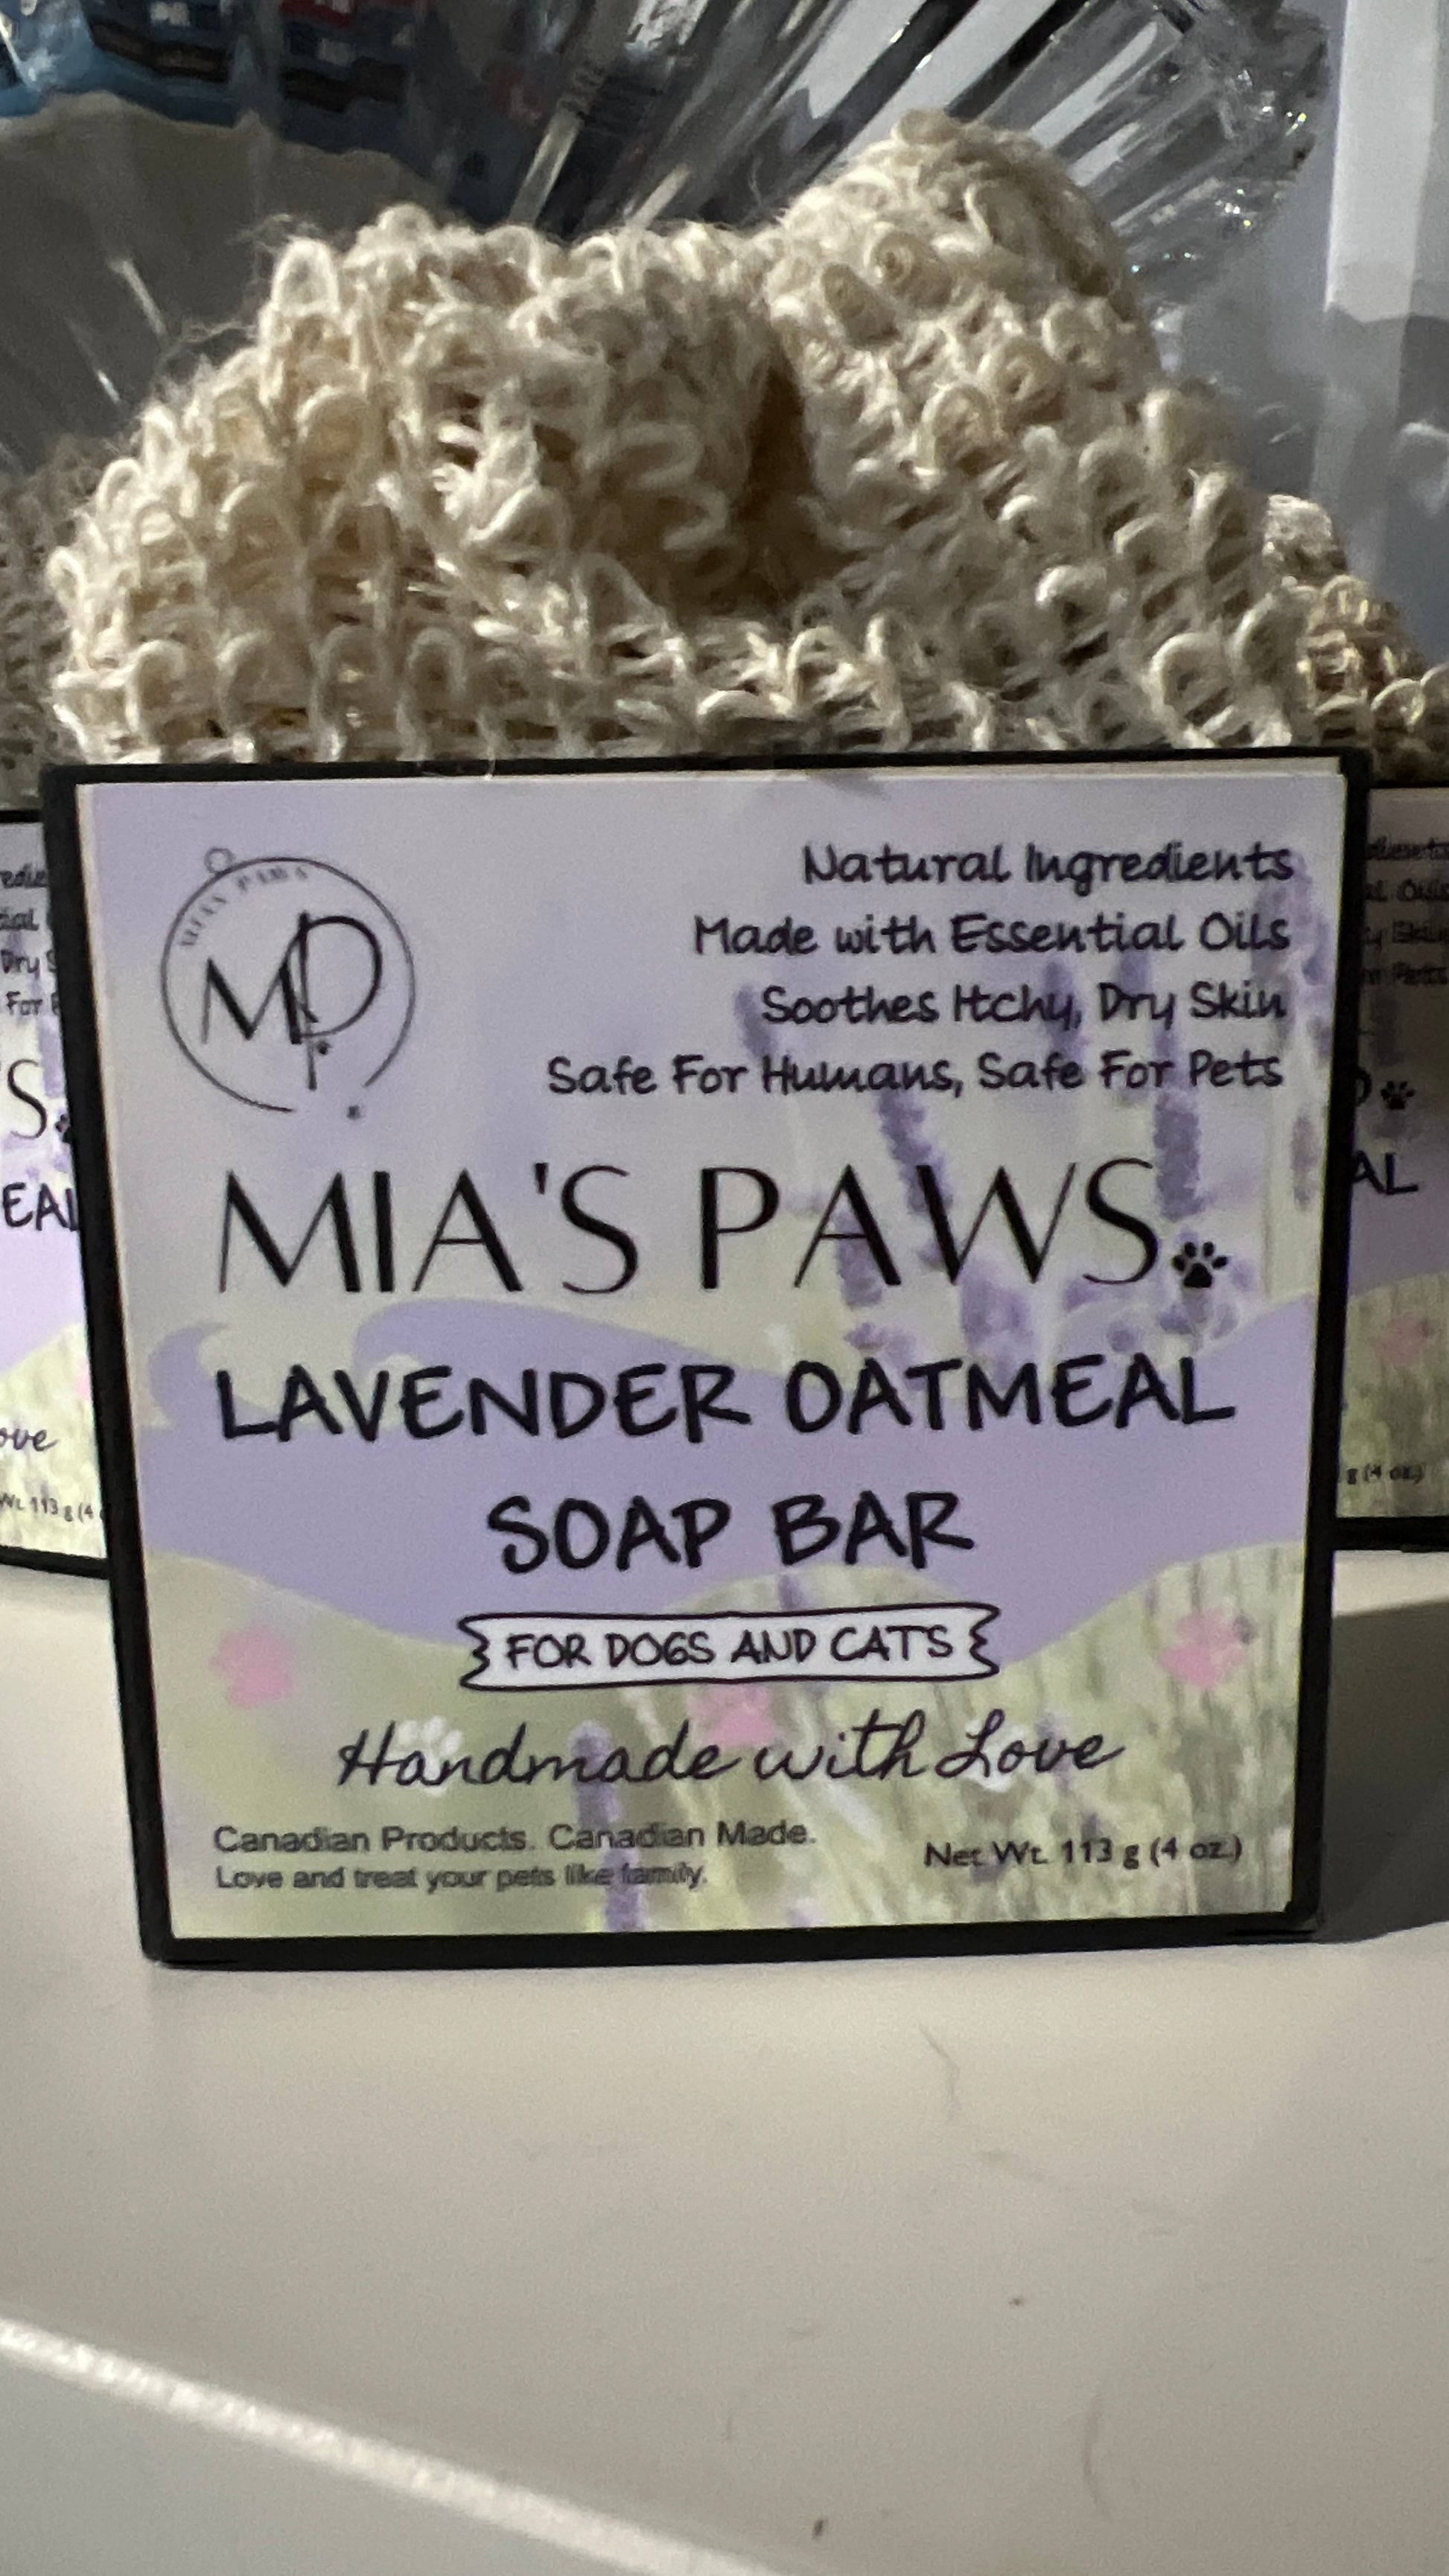 MIA'S PAWS
MP
Natural Ingredients
Made with Essential Oils
Soothes Itchy, Dry Skin
Safe For Humans, Safe For Pets
MIA'S PAWS.
LAVENDER OATMEAL
SOAP BAR
FOR DOGS AND CATS
Handmade with Love
Canadian Products. Canadian Made.
Love and treat your pets like family.
Net Wt. 113 g (4 oz.)